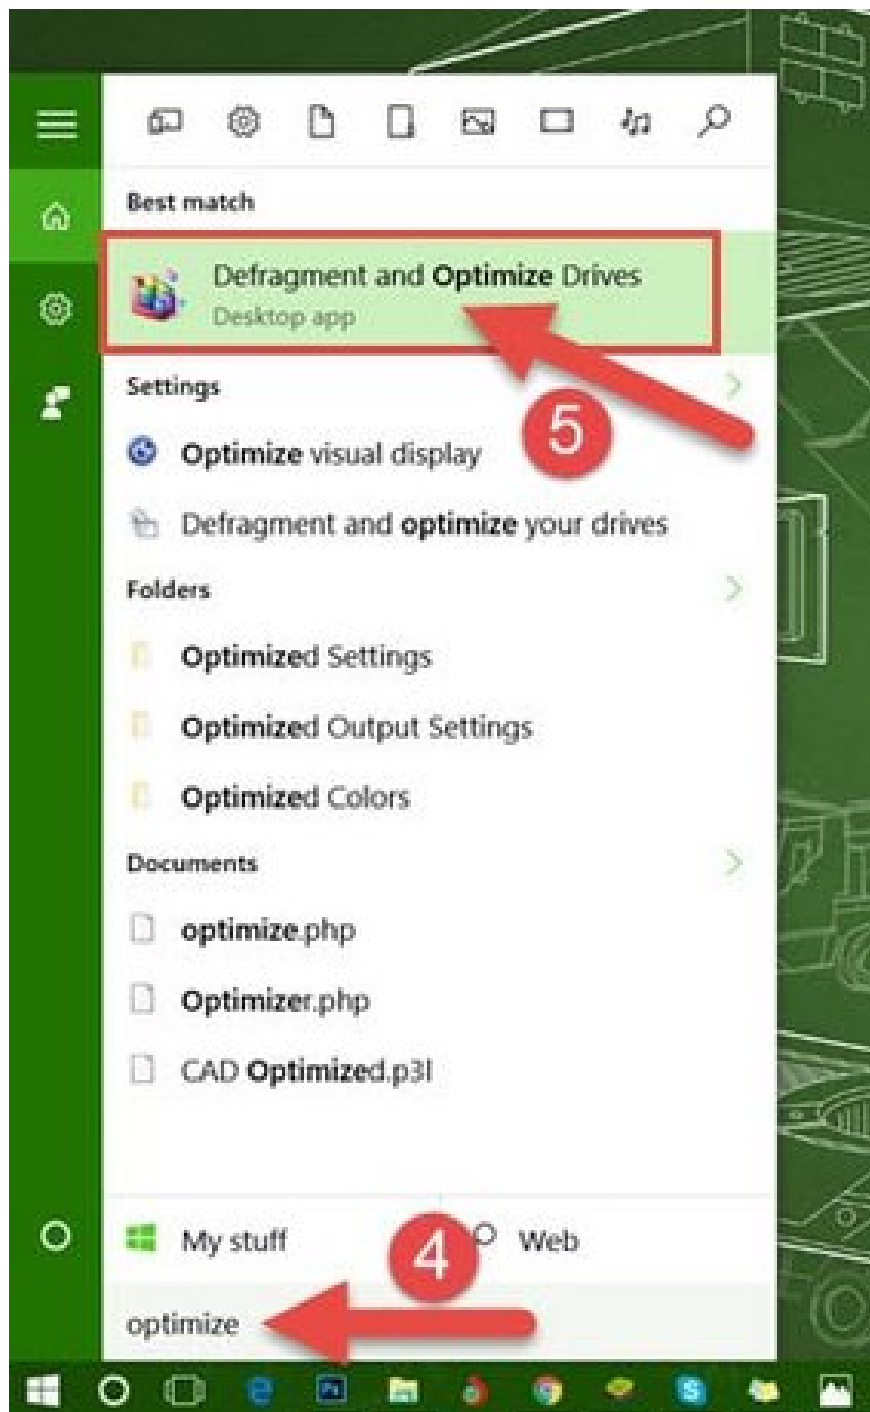 Best match
Defragment and Optimize Drives
Desktop app
Settings
5
Optimize visual display
Defragment and optimize your drives
Folders
Optimized Settings
Optimized Output Settings
Optimized Colors
Documents
optimize.php
Optimizer.php
CAD Optimized.p3l
My stuff
4
Web
optimize
Ps